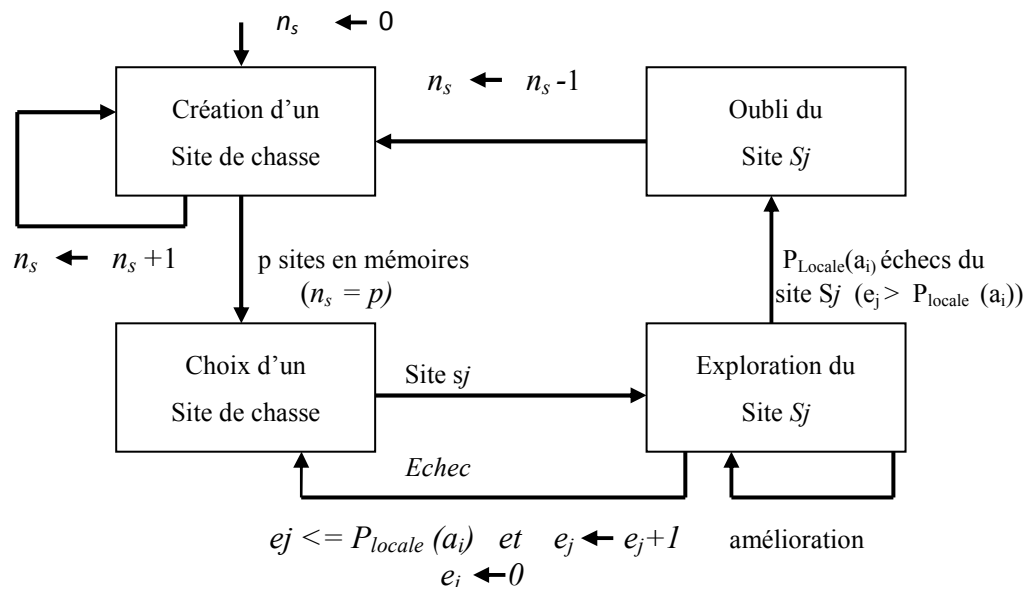 n_s ← 0
Création d'un
Site de chasse
n_s ← n_s -1
Oubli du
Site Sj
n_s ← n_s +1
p sites en mémoires
(n_s = p)
P_Locale(a_i) échecs du
site Sj (e_j > P_locale (a_i))
Choix d'un
Site de chasse
Site sj
Exploration du
Site Sj
Echec
ej <= P_locale (a_i) et e_j ← e_j+1
amélioration
e_i ← 0